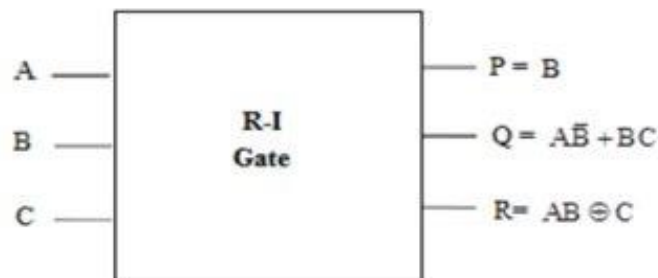 A
B
C
R-I
Gate
P = B
Q = AB̅ + BC
R= AB ⊕ C